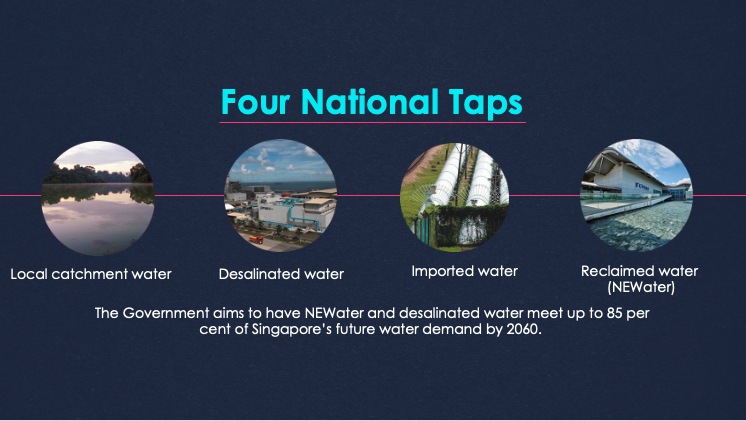 Four National Taps
Local catchment water
Desalinated water
Imported water
Reclaimed water
(NEWater)
The Government aims to have NEWater and desalinated water meet up to 85 per
cent of Singapore's future water demand by 2060.